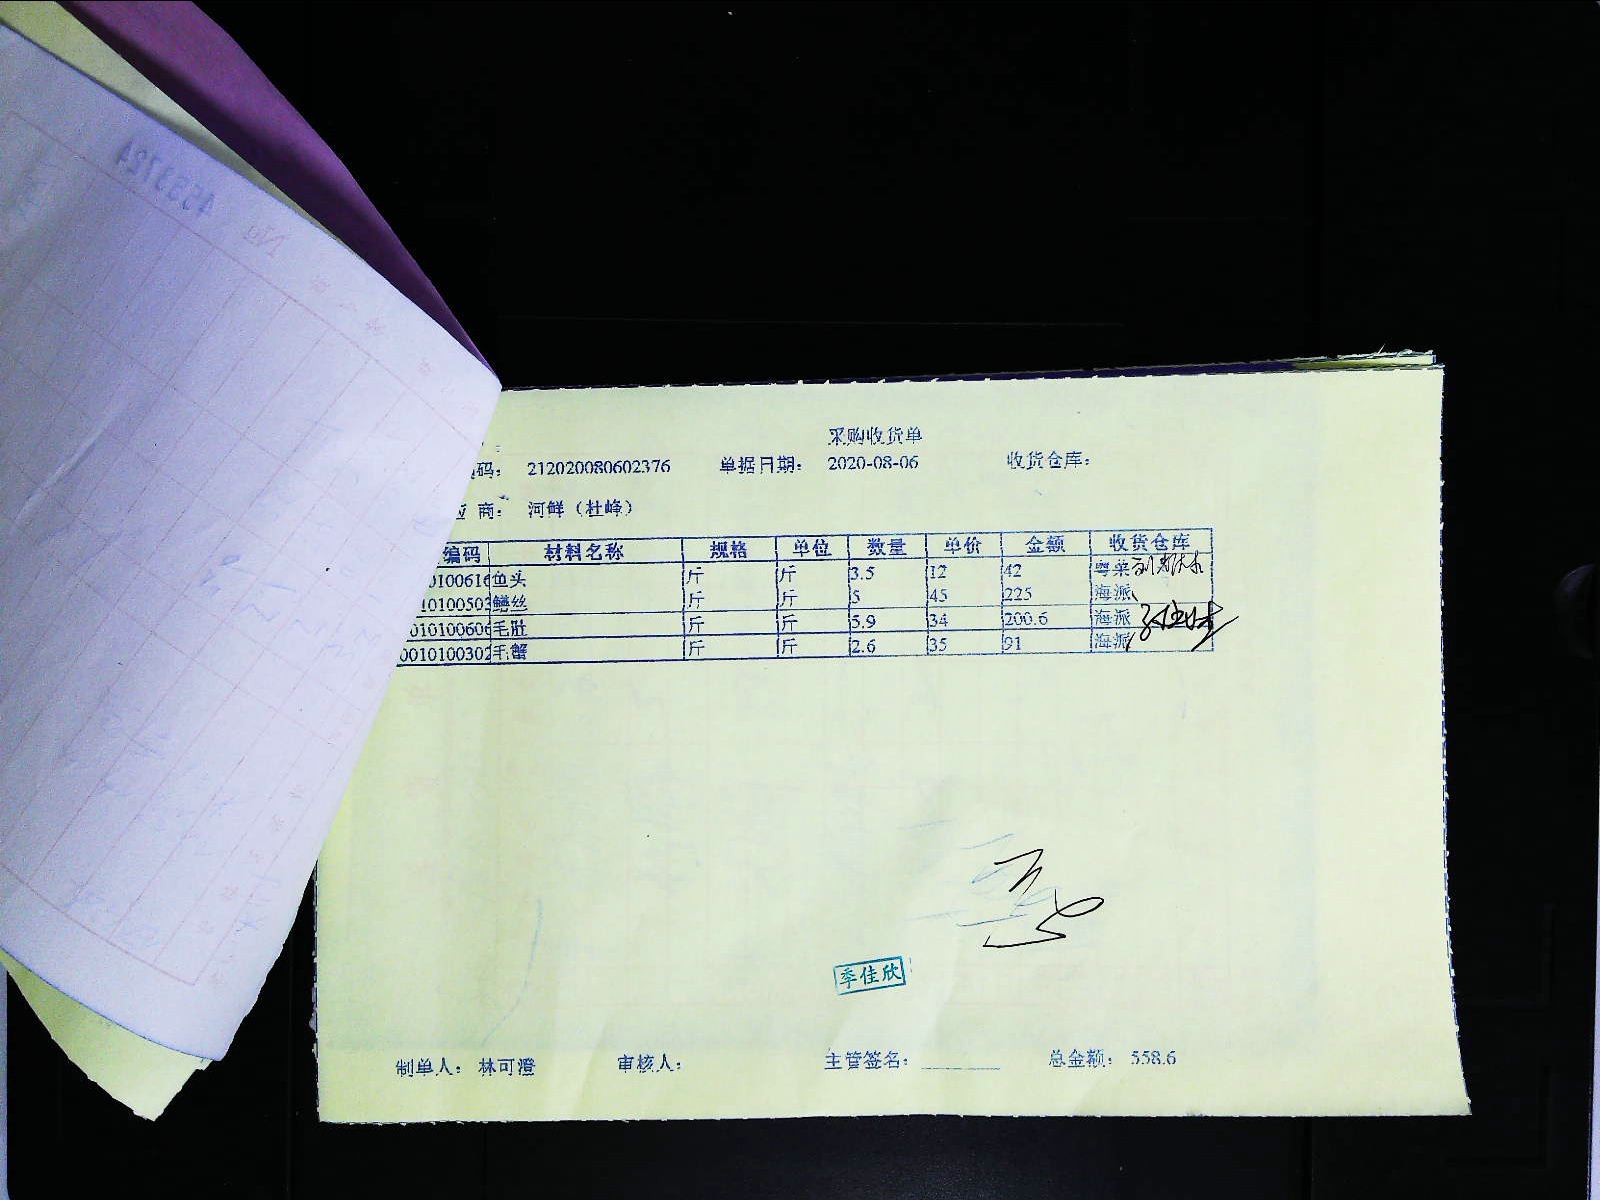 采购收货单
码： 212020080602376 单据日期： 2020-08-06 收货仓库：
应 商： 河鲜（杜峰）
编码 材料名称 规格 单位 数量 单价 金额 收货仓库
010100616 鱼头 斤 斤 3.5 12 42 粤菜
10100503 鳝丝 斤 斤 5 45 225 海派
010100606 毛肚 斤 斤 5.9 34 200.6 海派
0010100302 毛蟹 斤 斤 2.6 35 91 海派
季佳欣
制单人： 林可澄 审核人： 主管签名： 总金额： 558.6